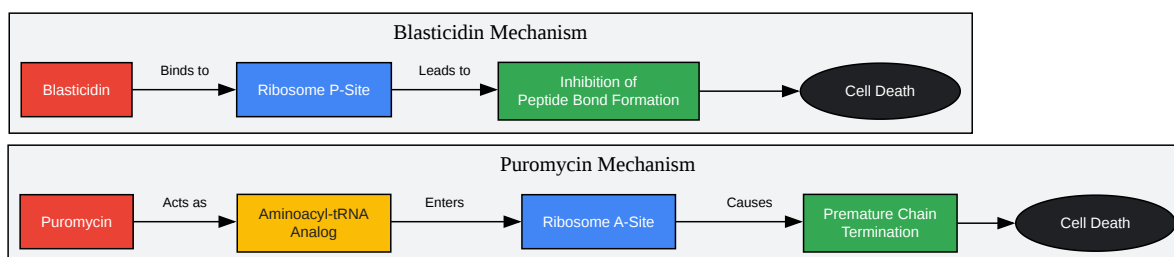 Blasticidin Mechanism
Blasticidin
Binds to
Ribosome P-Site
Leads to
Inhibition of
Peptide Bond Formation
Cell Death
Puromycin Mechanism
Puromycin
Acts as
Aminoacyl-tRNA
Analog
Enters
Ribosome A-Site
Causes
Premature Chain
Termination
Cell Death